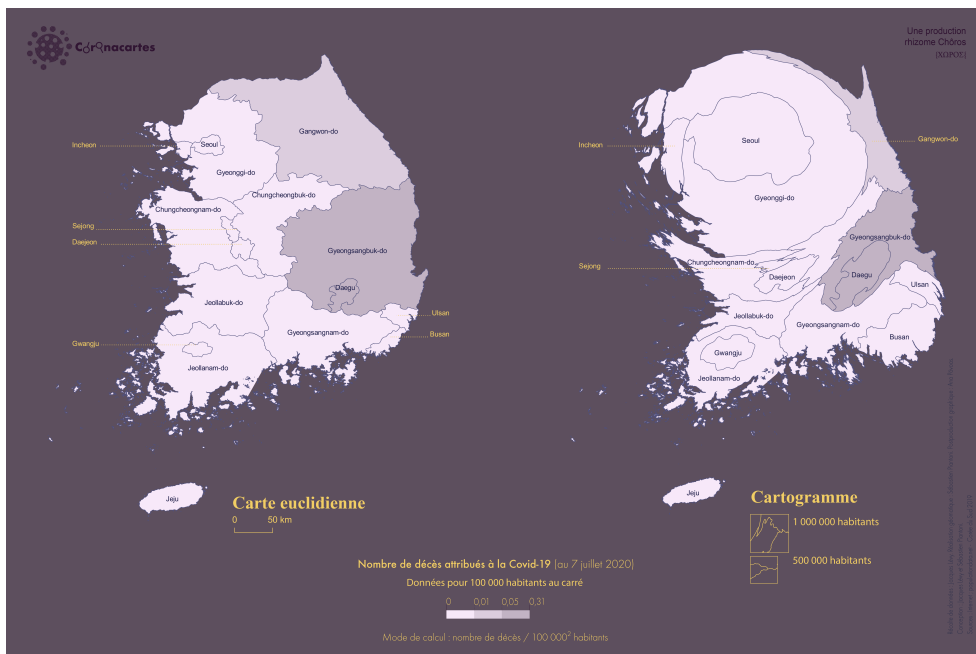 Coronacartes
Une production
rhizome Chôros
[ΧΩΡΟΣ]
Gangwon-do
Incheon
Seoul
Gyeonggi-do
Chungcheongbuk-do
Chungcheongnam-do
Sejong
Daejeon
Gyeongsangbuk-do
Daegu
Jeollabuk-do
Ulsan
Gyeongsangnam-do
Busan
Gwangju
Jeollanam-do
Jeju
Carte euclidienne
0 50 km
Incheon
Seoul
Gangwon-do
Gyeonggi-do
Gyeongsangbuk-do
Chungcheongnam-do
Sejong
Daejeon
Daegu
Ulsan
Jeollabuk-do
Gyeongsangnam-do
Busan
Gwangju
Jeollanam-do
Jeju
Cartogramme
1 000 000 habitants
500 000 habitants
Nombre de décès attribués à la Covid-19 (au 7 juillet 2020)
Données pour 100 000 habitants au carré
0 0,01 0,05 0,31
Mode de calcul : nombre de décès / 100 000² habitants